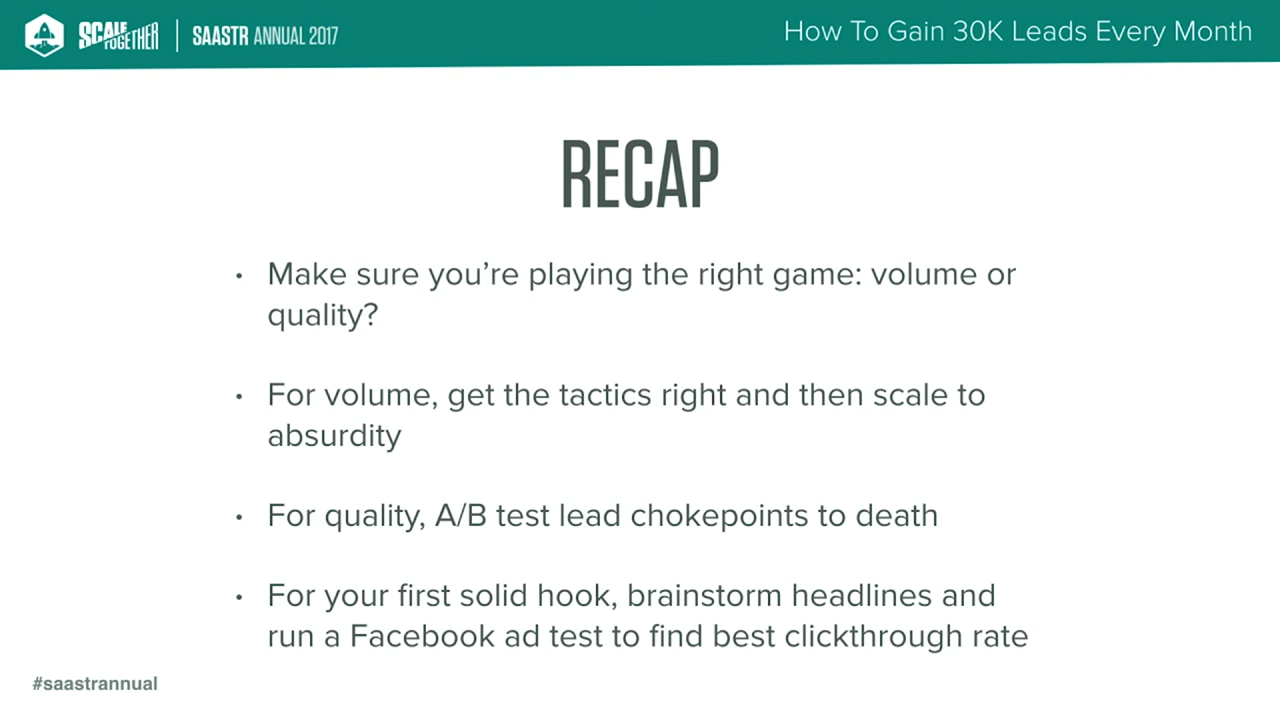 SCALE TOGETHER | SAASTR ANNUAL 2017
How To Gain 30K Leads Every Month
RECAP
• Make sure you’re playing the right game: volume or
quality?
• For volume, get the tactics right and then scale to
absurdity
• For quality, A/B test lead chokepoints to death
• For your first solid hook, brainstorm headlines and
run a Facebook ad test to find best clickthrough rate
#saastrannual